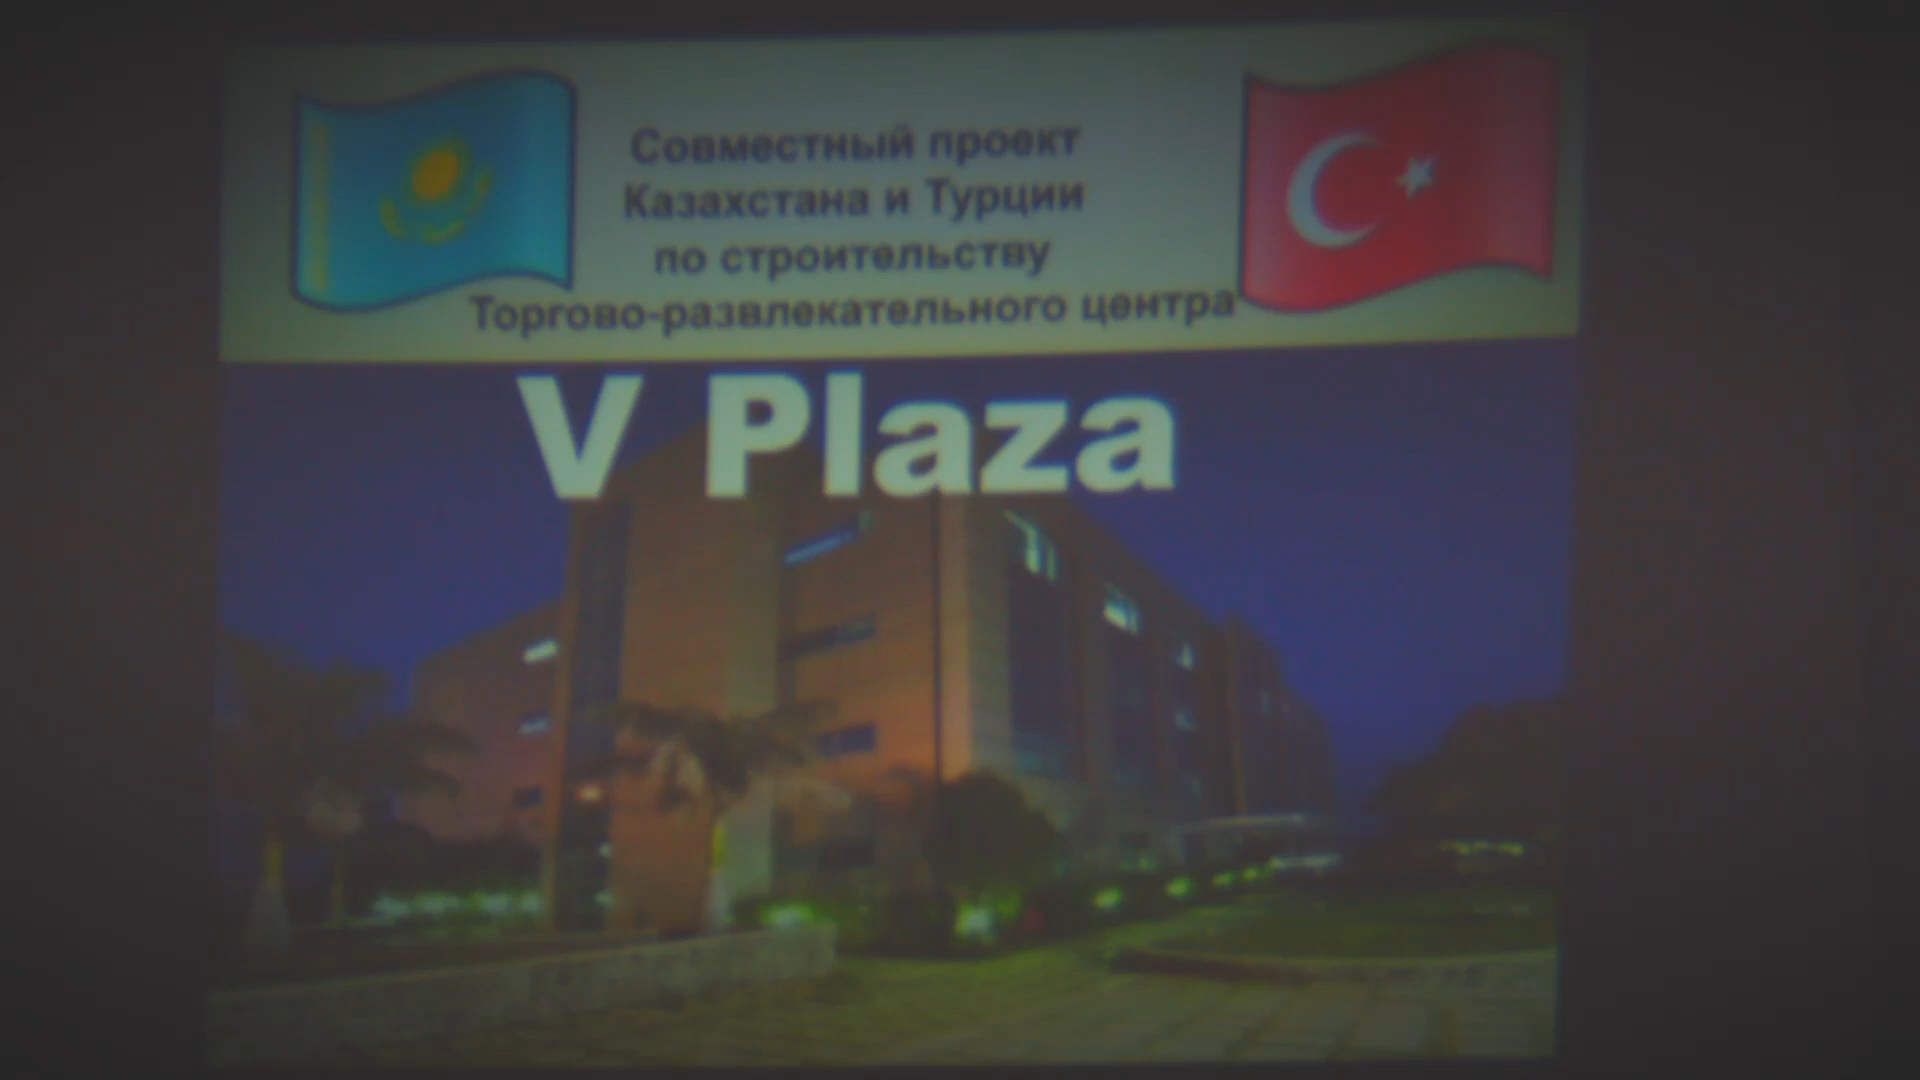 Совместный проект
Казахстана и Турции
по строительству
Торгово-развлекательного центра
V Plaza